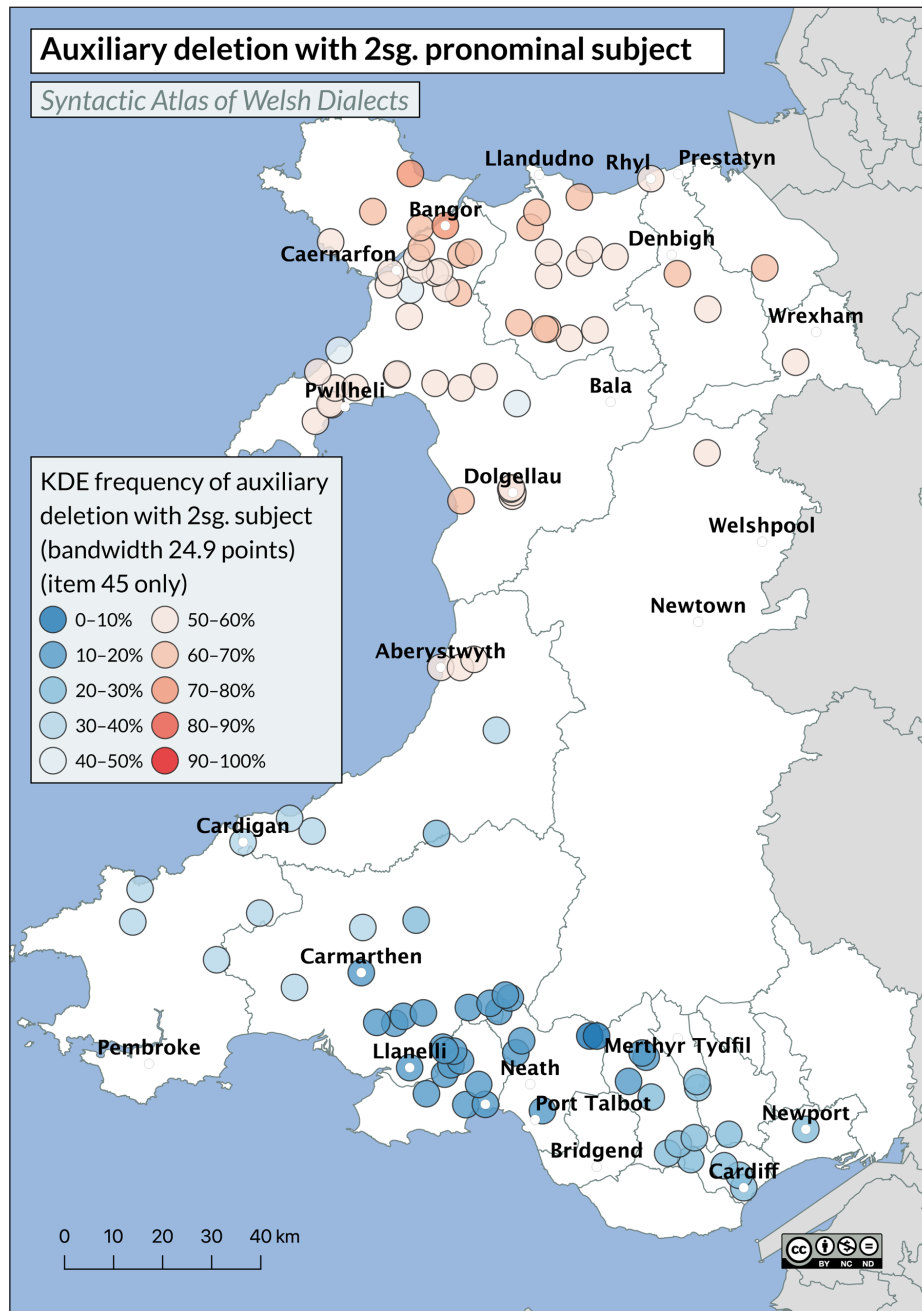 Auxiliary deletion with 2sg. pronominal subject
Syntactic Atlas of Welsh Dialects
Llandudno
Rhyl
Prestatyn
Bangor
Denbigh
Caernarfon
Wrexham
Pwllheli
Bala
Dolgellau
Welshpool
Newtown
Aberystwyth
KDE frequency of auxiliary
deletion with 2sg. subject
(bandwidth 24.9 points)
(item 45 only)
0–10%
50–60%
10–20%
60–70%
20–30%
70–80%
30–40%
80–90%
40–50%
90–100%
Cardigan
Carmarthen
Pembroke
Llanelli
Merthyr Tydfil
Neath
Port Talbot
Newport
Bridgend
Cardiff
0 10 20 30 40 km
cc
BY NC ND